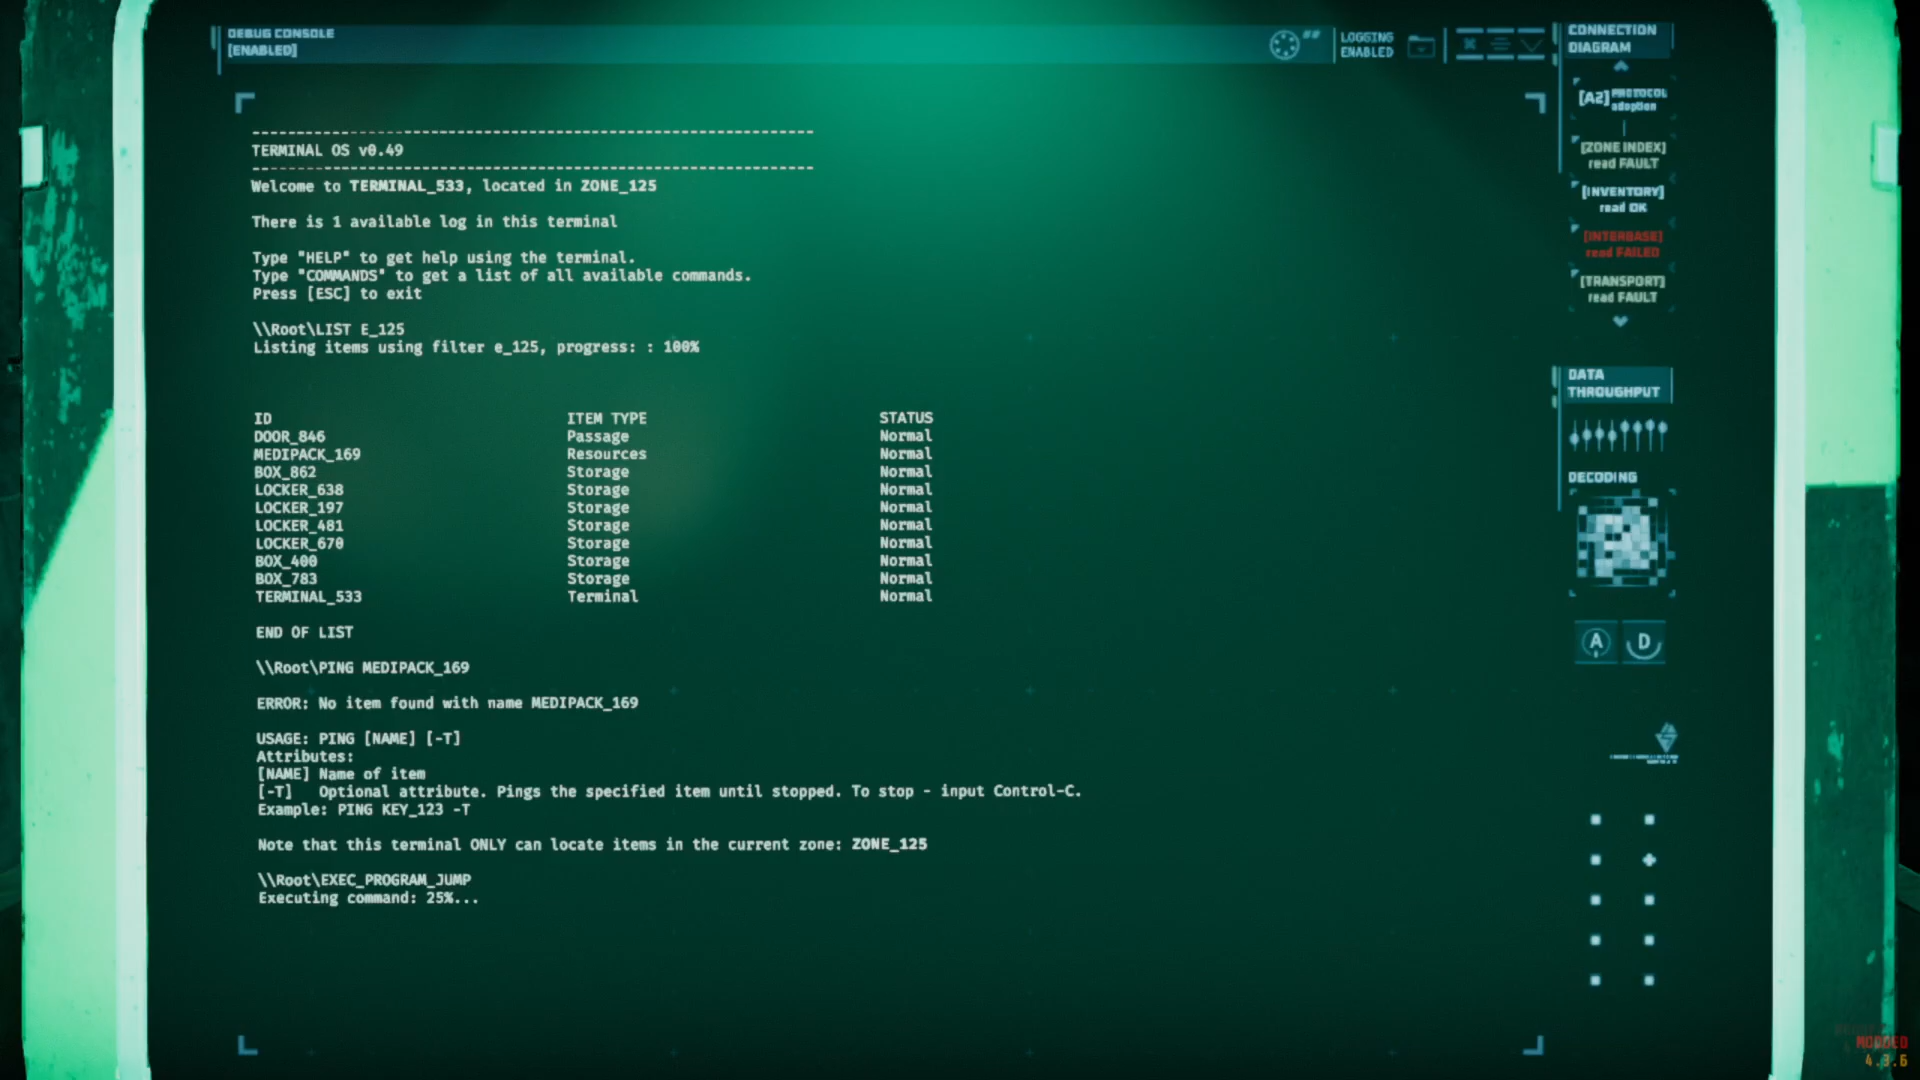 DEBUG CONSOLE
[ENABLED]
LOGGING
ENABLED
------------------------------------------------------------------------
TERMINAL OS v0.49
------------------------------------------------------------------------
Welcome to TERMINAL_533, located in ZONE_125
There is 1 available log in this terminal
Type "HELP" to get help using the terminal.
Type "COMMANDS" to get a list of all available commands.
Press [ESC] to exit
\\Root\LIST E_125
Listing items using filter e_125, progress: : 100%
ID ITEM TYPE STATUS
DOOR_846 Passage Normal
MEDIPACK_169 Resources Normal
BOX_862 Storage Normal
LOCKER_638 Storage Normal
LOCKER_197 Storage Normal
LOCKER_481 Storage Normal
LOCKER_670 Storage Normal
BOX_400 Storage Normal
BOX_783 Storage Normal
TERMINAL_533 Terminal Normal
END OF LIST
\\Root\PING MEDIPACK_169
ERROR: No item found with name MEDIPACK_169
USAGE: PING [NAME] [-T]
Attributes:
[NAME] Name of item
[-T] Optional attribute. Pings the specified item until stopped. To stop - input Control-C.
Example: PING KEY_123 -T
Note that this terminal ONLY can locate items in the current zone: ZONE_125
\\Root\EXEC_PROGRAM_JUMP
Executing command: 25%...
CONNECTION
DIAGRAM
[A2] PROTOCOL
adaption
[ZONE INDEX]
read FAULT
[INVENTORY]
read OK
[INTERBASE]
read FAILED
[TRANSPORT]
read FAULT
DATA
THROUGHPUT
DECODING
A D
MODDED
4.3.6